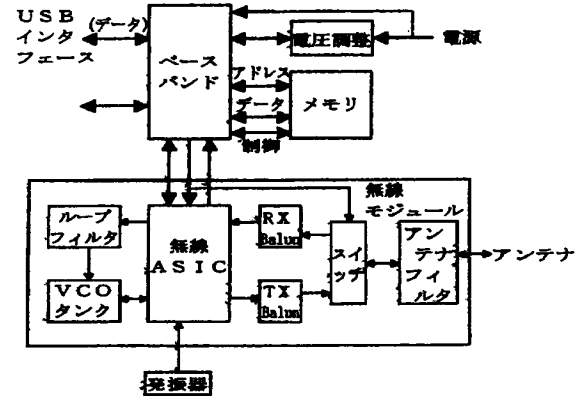 USB
インタ
フェース
(データ)
ベース
バンド
電圧調整
電源
アドレス
データ
制御
メモリ
無線
モジュール
ループ
フィルタ
VCO
タンク
無線
ASIC
RX
Balun
TX
Balun
スイ
ッチ
アン
テナ
フィ
ルタ
アンテナ
発振器